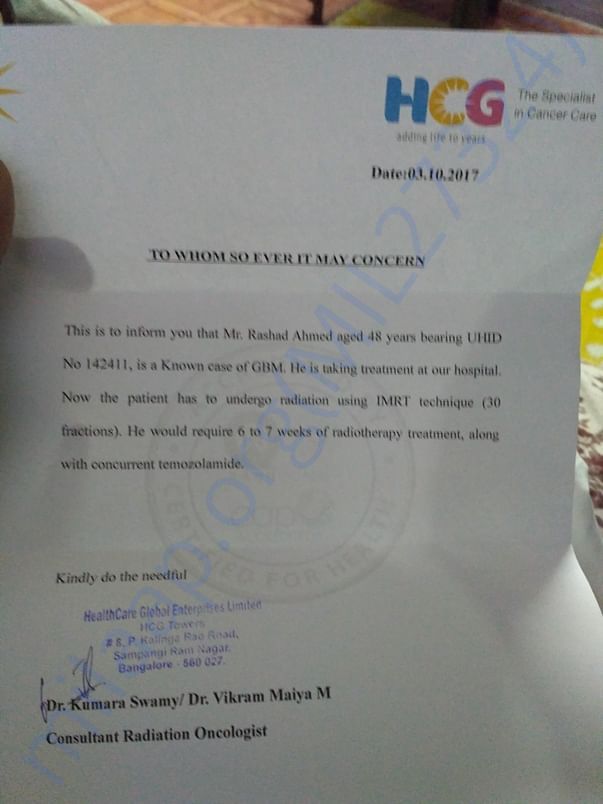 HCG
The Specialist
in Cancer Care
adding life to years
Date:03.10.2017
TO WHOM SO EVER IT MAY CONCERN
This is to inform you that Mr. Rashad Ahmed aged 48 years bearing UHID
No 142411, is a Known case of GBM. He is taking treatment at our hospital.
Now the patient has to undergo radiation using IMRT technique (30
fractions). He would require 6 to 7 weeks of radiotherapy treatment, along
with concurrent temozolamide.
CERTIFIED FOR HEALTH
Kindly do the needful
HealthCare Global Enterprises Limited
HCG Towers
# 8, P. Kalinga Rao Road,
Sampangi Ram Nagar,
Bangalore - 560 027.
Dr. Kumara Swamy/ Dr. Vikram Maiya M
Consultant Radiation Oncologist